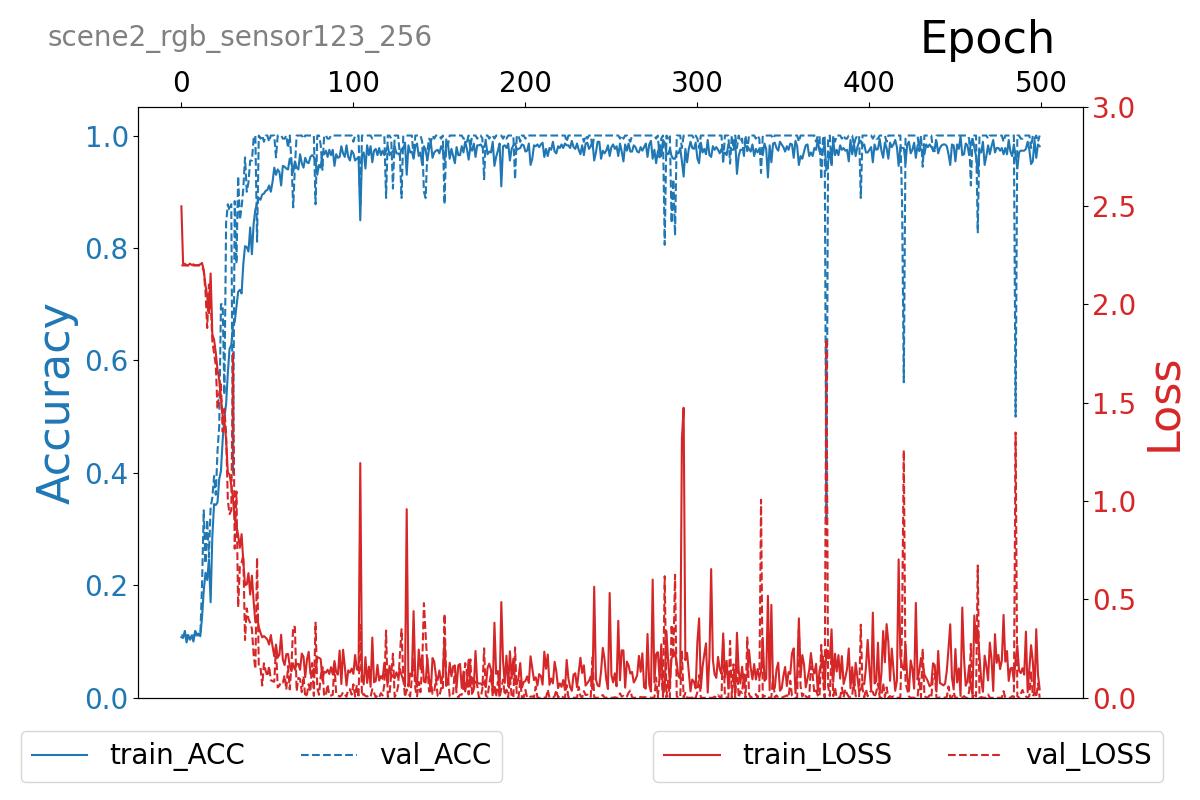 scene2_rgb_sensor123_256
Epoch
0 100 200 300 400 500
1.0
0.8
0.6
0.4
0.2
0.0
Accuracy
3.0
2.5
2.0
1.5
1.0
0.5
0.0
Loss
train_ACC val_ACC
train_LOSS val_LOSS